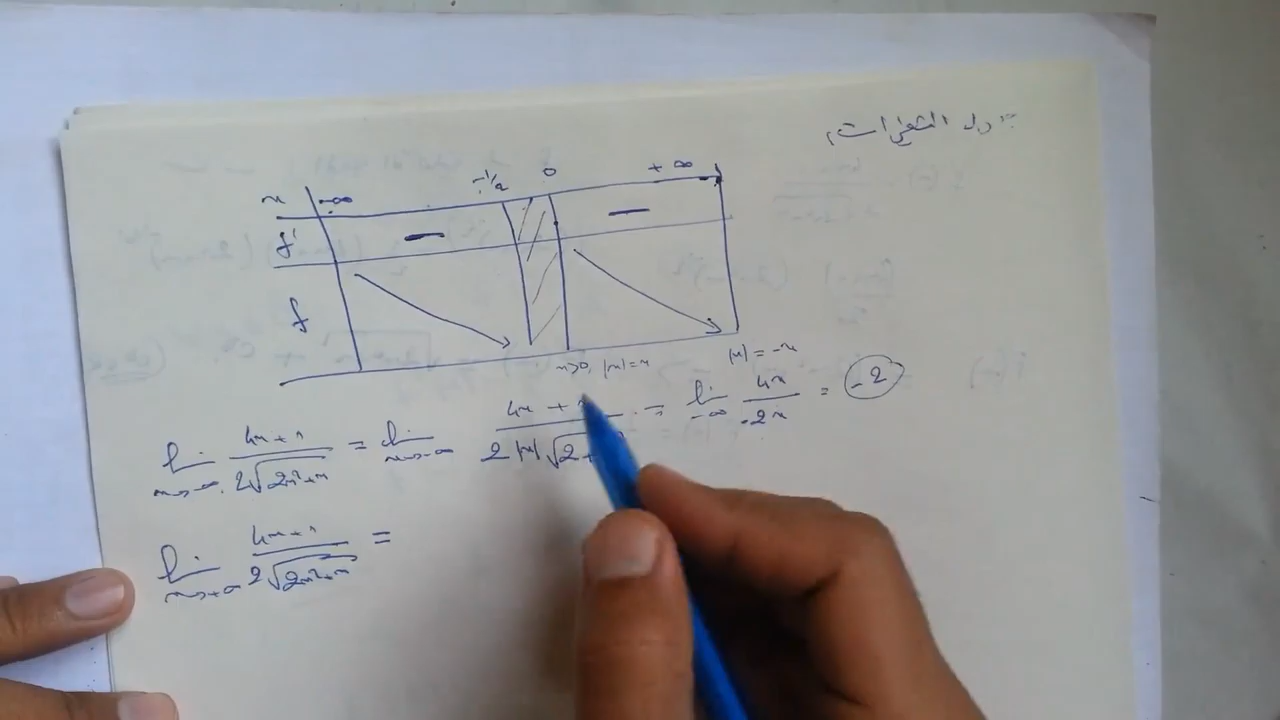 جدول التغيرات
x -∞ -1/2 0 +∞
f' − −
f
x>0, |x|=x |x| = -x
lim x→-∞ (4x+1)/(2√(2x²+x)) = lim x→-∞ (4x+ )/(2|x|√(2+ )) = lim -∞ 4x/-2x = -2
lim x→+∞ (4x+1)/(2√(2x²+x)) =